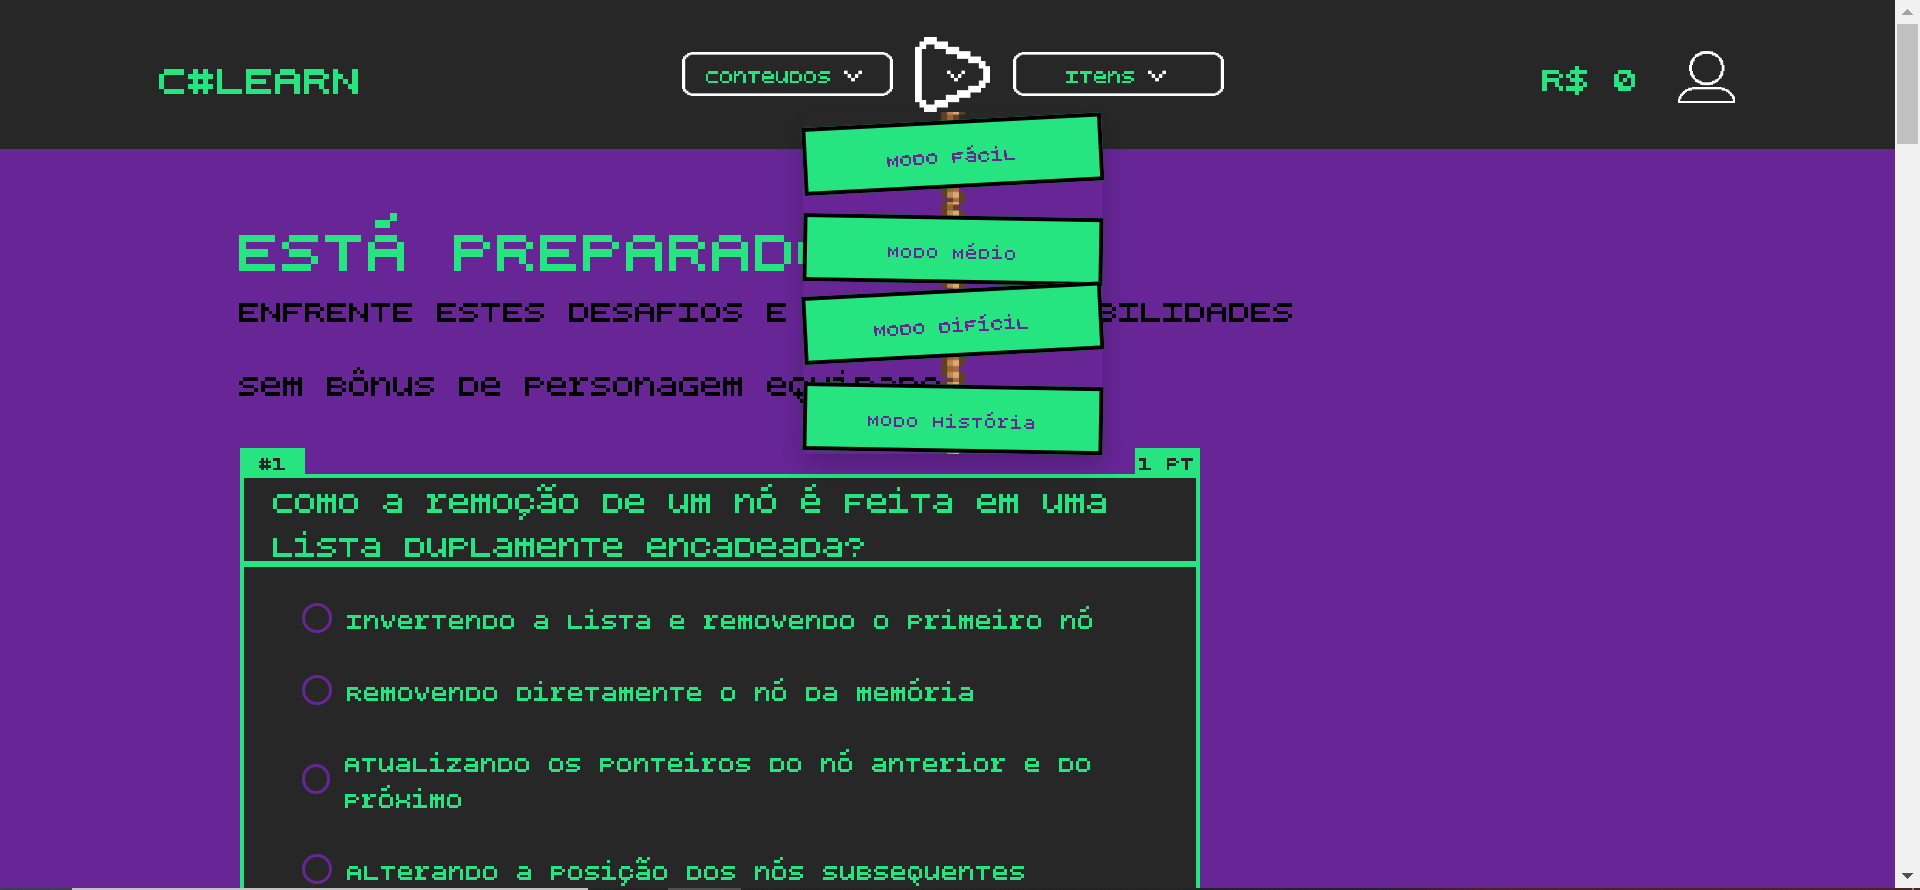 C#LEARN
Conteudos
Itens
R$ 0
Modo Fácil
Modo Médio
Modo Difícil
Modo História
ESTÁ
ENFRENTE ESTES DESAFIOS E
Sem Bônus de personagem
#1
1 PT
Como a remoção de um nó é feita em uma
lista duplamente encadeada?
Invertendo a lista e removendo o primeiro nó
Removendo diretamente o nó da memória
Atualizando os ponteiros do nó anterior e do
próximo
Alterando a posição dos nós subsequentes